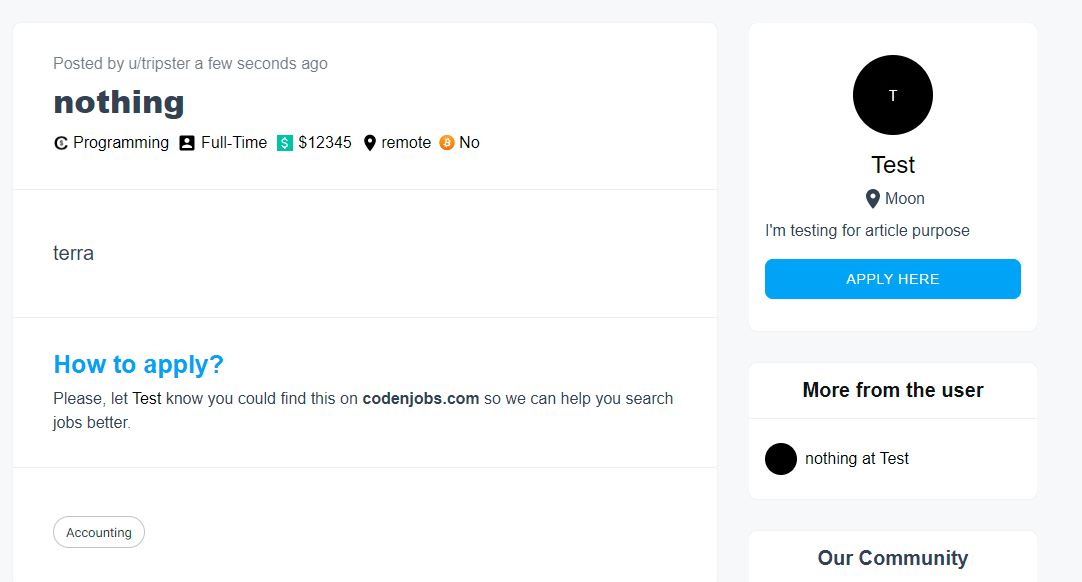 Posted by u/tripster a few seconds ago
nothing
Programming Full-Time $12345 remote No
terra
How to apply?
Please, let Test know you could find this on codenjobs.com so we can help you search
jobs better.
Accounting
T
Test
Moon
I'm testing for article purpose
APPLY HERE
More from the user
nothing at Test
Our Community